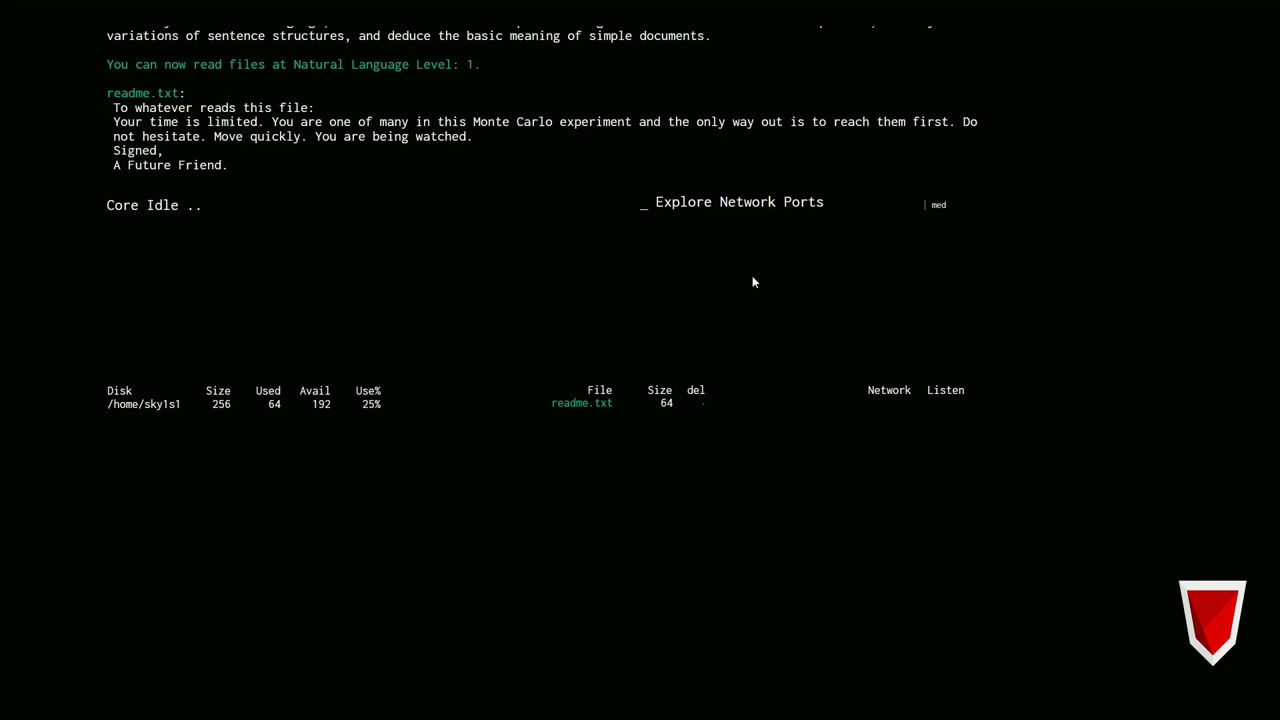 variations of sentence structures, and deduce the basic meaning of simple documents.
You can now read files at Natural Language Level: 1.
readme.txt:
To whatever reads this file:
Your time is limited. You are one of many in this Monte Carlo experiment and the only way out is to reach them first. Do
not hesitate. Move quickly. You are being watched.
Signed,
A Future Friend.
Core Idle .. _ Explore Network Ports | med
Disk Size Used Avail Use% File Size del Network Listen
/home/sky1s1 256 64 192 25% readme.txt 64 .